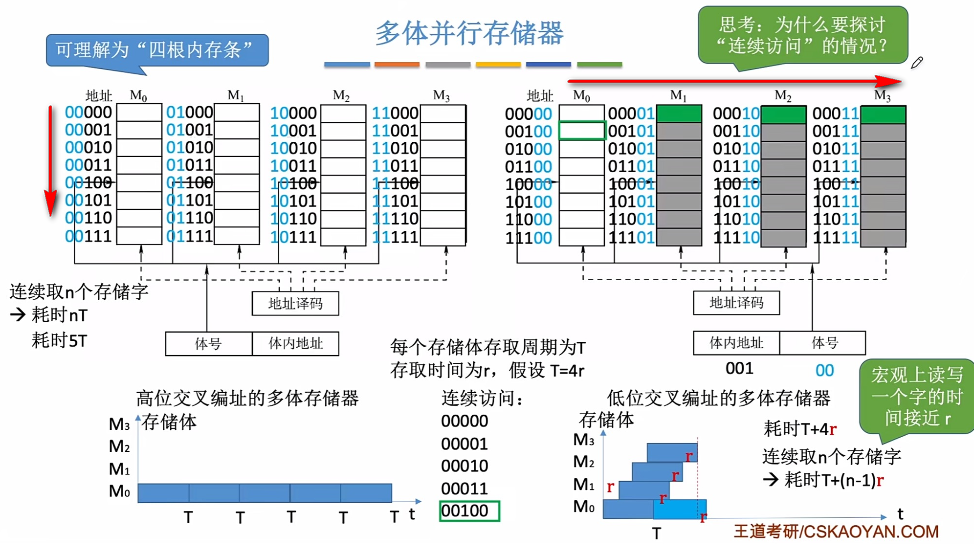 多体并行存储器
可理解为“四根内存条”
思考：为什么要探讨
“连续访问”的情况？
地址 M₀ M₁ M₂ M₃
00000 01000 10000 11000
00001 01001 10001 11001
00010 01010 10010 11010
00011 01011 10011 11011
00100 01100 10100 11100
00101 01101 10101 11101
00110 01110 10110 11110
00111 01111 10111 11111
地址译码
体号 体内地址
连续取n个存储字
→ 耗时nT
耗时5T
地址 M₀ M₁ M₂ M₃
00000 00001 00010 00011
00100 00101 00110 00111
01000 01001 01010 01011
01100 01101 01110 01111
10000 10001 10010 10011
10100 10101 10110 10111
11000 11001 11010 11011
11100 11101 11110 11111
地址译码
体内地址 体号
001 00
每个存储体存取周期为T
存取时间为r，假设 T=4r
宏观上读写
一个字的时
间接近 r
高位交叉编址的多体存储器
存储体
M₃
M₂
M₁
M₀
T T T T T t
连续访问：
00000
00001
00010
00011
00100
低位交叉编址的多体存储器
存储体
M₃
M₂
M₁
M₀
r r r r r
T t
耗时T+4r
连续取n个存储字
→ 耗时T+(n-1)r
王道考研/CSKAOYAN.COM